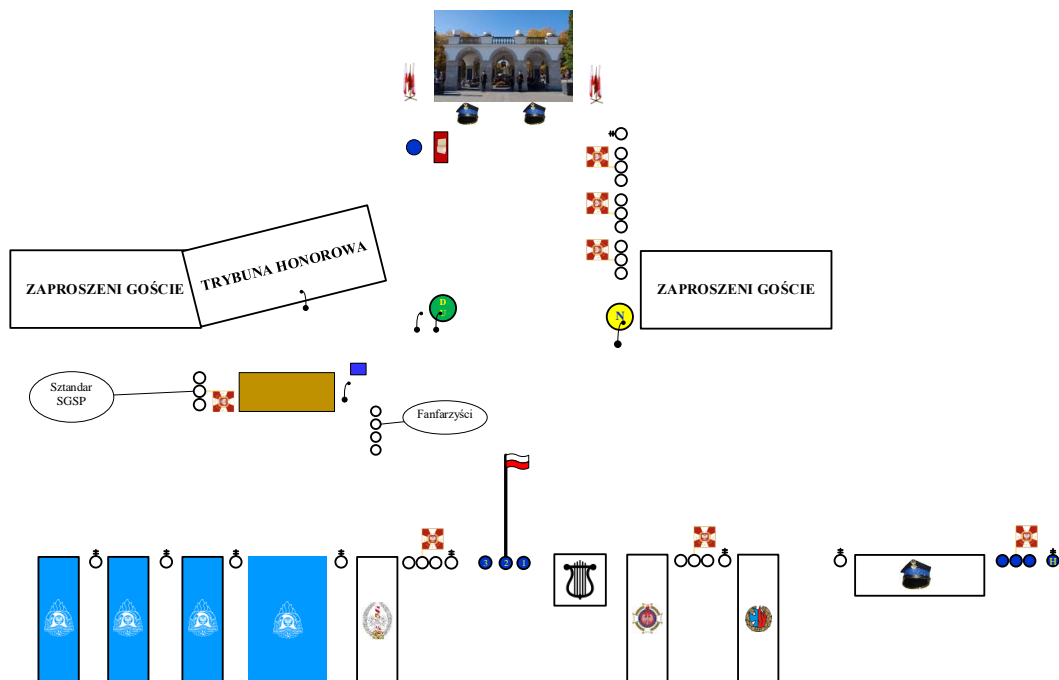 TRYBUNA HONOROWA
ZAPROSZENI GOŚCIE
ZAPROSZENI GOŚCIE
D
N
Sztandar
SGSP
Fanfarzyści
3
2
1
H